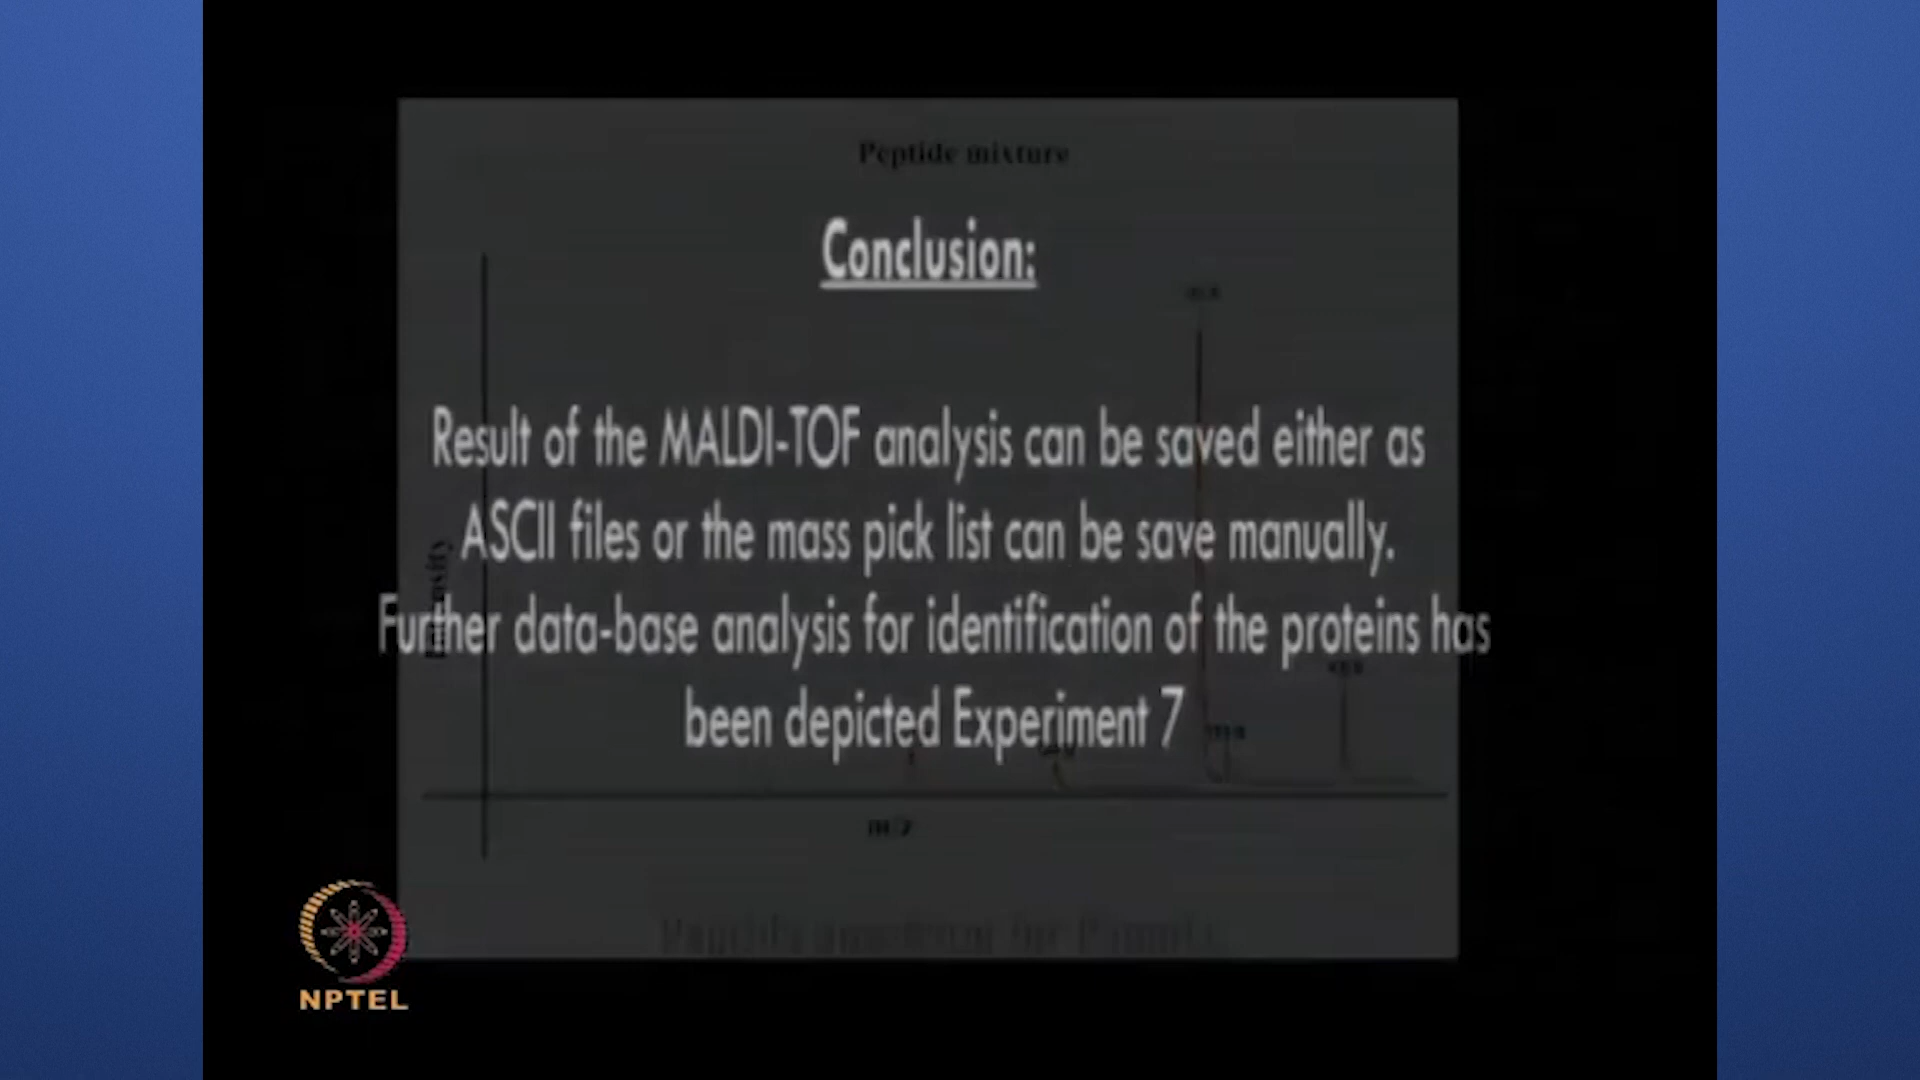 Peptide mixture
Conclusion:
Result of the MALDI-TOF analysis can be saved either as
ASCII files or the mass pick list can be save manually.
Further data-base analysis for identification of the proteins has
been depicted Experiment 7
m/z
NPTEL